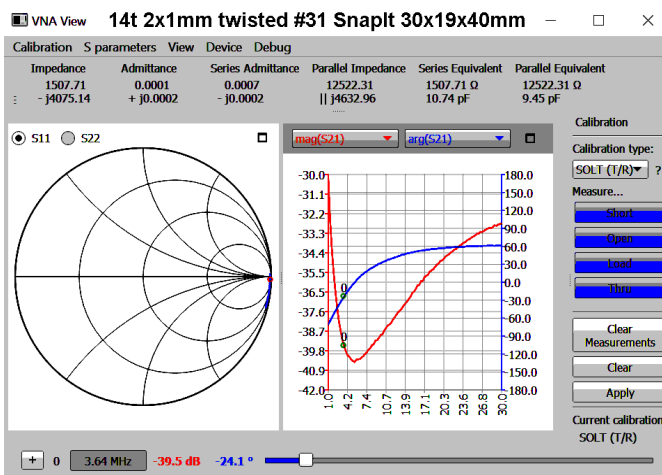 VNA View 14t 2x1mm twisted #31 SnapIt 30x19x40mm
Calibration S parameters View Device Debug
Impedance Admittance Series Admittance Parallel Impedance Series Equivalent Parallel Equivalent
1507.71 0.0001 0.0007 12522.31 1507.71 Ω 12522.31 Ω
- j4075.14 + j0.0002 - j0.0002 || j4632.96 10.74 pF 9.45 pF
S11 S22
mag(S21) arg(S21)
Calibration
Calibration type:
SOLT (T/R) ?
Measure...
Short
Open
Load
Thru
Clear Measurements
Clear
Apply
Current calibration
SOLT (T/R)
-30.0 180.0
-31.1 150.0
-32.2 120.0
-33.3 90.0
-34.4 60.0
-35.5 30.0
-36.5 0.0
-37.6 -30.0
-38.7 -60.0
-39.8 -90.0
-40.9 -120.0
-42.0 -150.0
-180.0
0
0
1.0 4.2 7.4 10.7 13.9 17.1 20.3 23.6 26.8 30.0
+ 0 3.64 MHz -39.5 dB -24.1 °